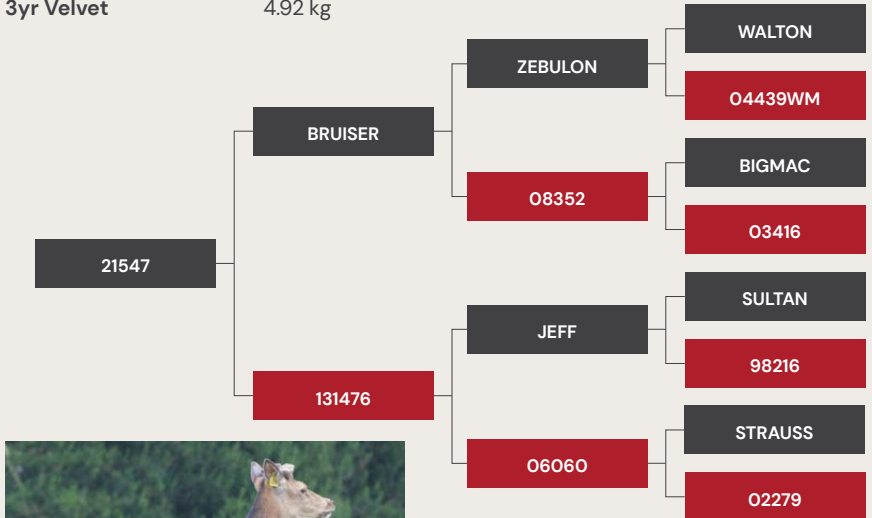 3yr Velvet 4.92 kg
WALTON
ZEBULON
04439WM
BRUISER
BIGMAC
08352
03416
21547
SULTAN
JEFF
98216
131476
STRAUSS
06060
02279